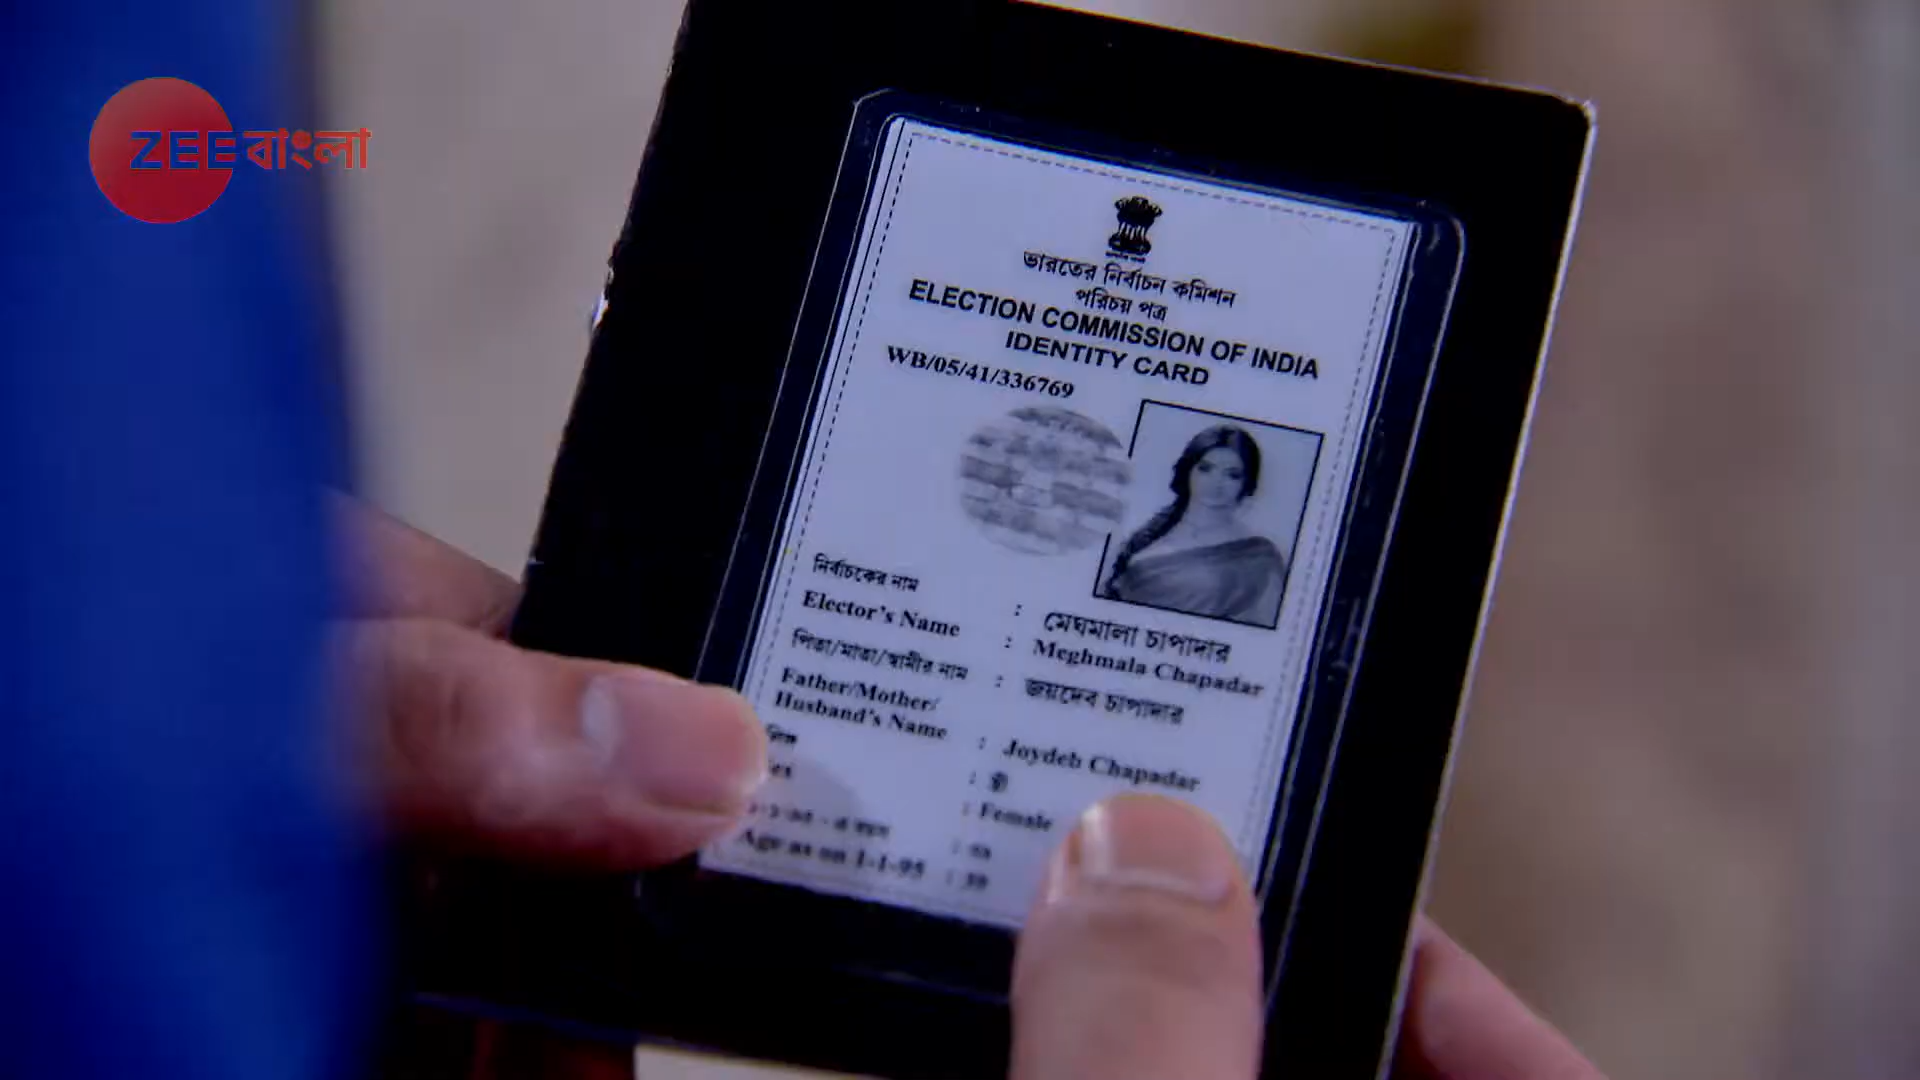 ZEE বাংলা
ভারতের নির্বাচন কমিশন
পরিচয় পত্র
ELECTION COMMISSION OF INDIA
IDENTITY CARD
WB/05/41/336769
নির্বাচকের নাম : মেঘমালা চাপাদার
Elector's Name : Meghmala Chapadar
পিতা/মাতা/স্বামীর নাম : জয়দেব চাপাদার
Father/Mother/
Husband's Name : Joydeb Chapadar
: স্ত্রী
: Female
Age as on 1-1-95 :